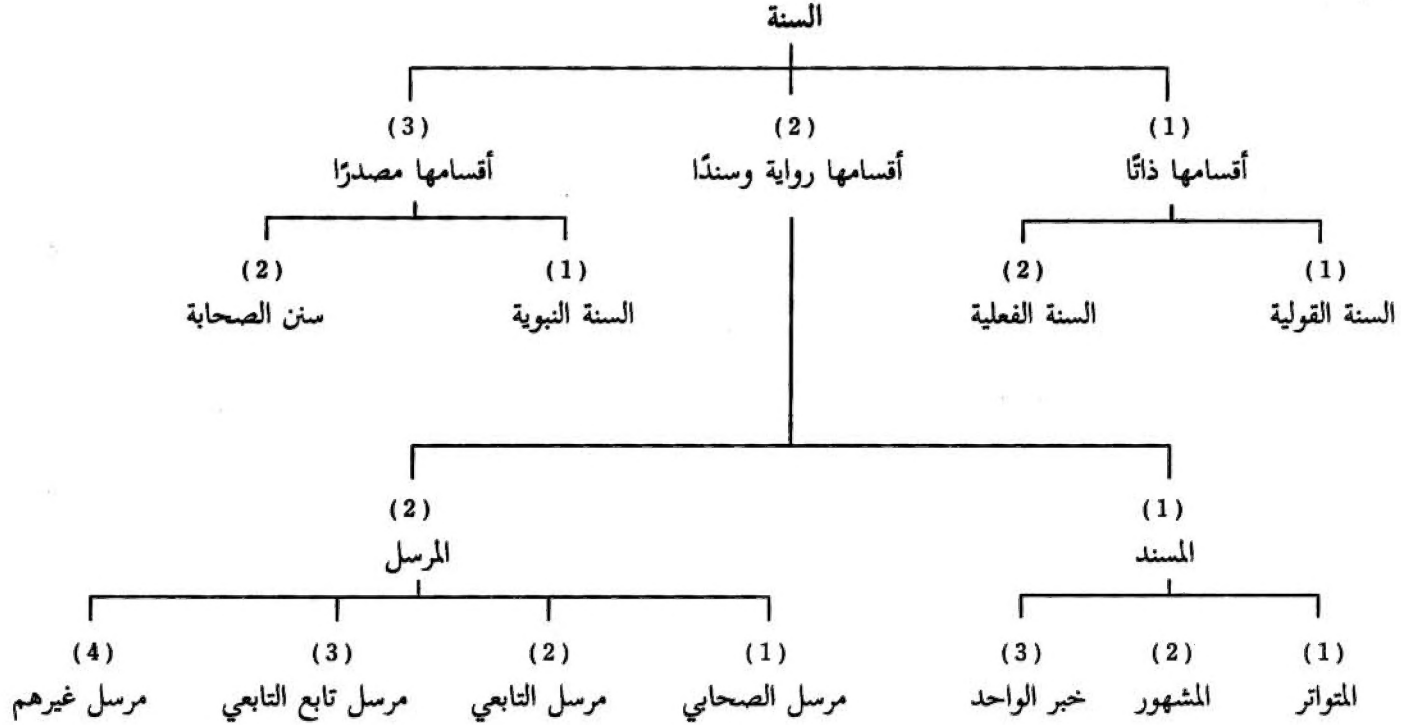 السنة
(1) (2) (3)
أقسامها ذاتًا أقسامها رواية وسندًا أقسامها مصدرًا
(1) (2) (1) (2)
السنة القولية السنة الفعلية السنة النبوية سنن الصحابة
(1) (2)
المسند المرسل
(1) (2) (3) (1) (2) (3) (4)
المتواتر المشهور خبر الواحد مرسل الصحابي مرسل التابعي مرسل تابع التابعي مرسل غيرهم